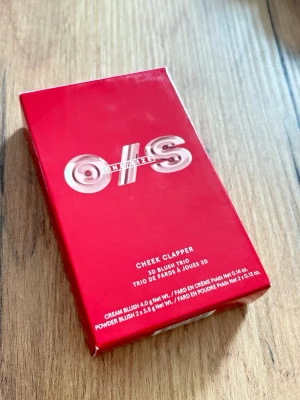 O/S
ONE/SIZE
CHEEK CLAPPER
3D BLUSH TRIO
TRIO DE FARDS À JOUES 3D
CREAM BLUSH 4.0 g Net Wt. / FARD EN CRÈME Poids Net 0.14 oz.
POWDER BLUSH 2 x 3.5 g Net Wt. / FARD EN POUDRE Poids Net 2 x 0.12 oz.